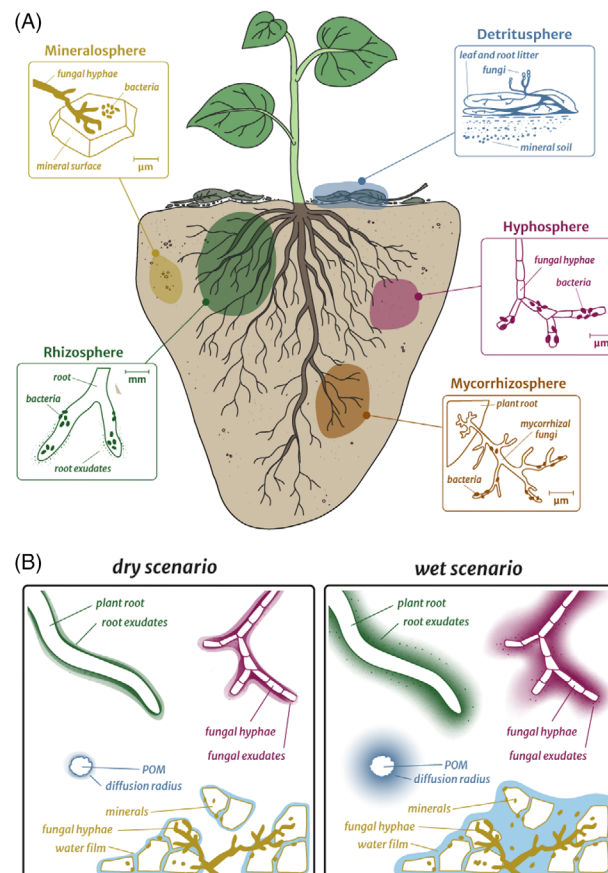 (A)
Mineralosphere
fungal hyphae
bacteria
mineral surface
µm
Detritusphere
leaf and root litter
fungi
mineral soil
Hyphosphere
fungal hyphae
bacteria
µm
Rhizosphere
mm
root
bacteria
root exudates
Mycorrhizosphere
plant root
mycorrhizal
fungi
bacteria
µm
(B)
dry scenario
plant root
root exudates
fungal hyphae
fungal exudates
POM
diffusion radius
minerals
fungal hyphae
water film
wet scenario
plant root
root exudates
fungal hyphae
fungal exudates
POM
diffusion radius
minerals
fungal hyphae
water film